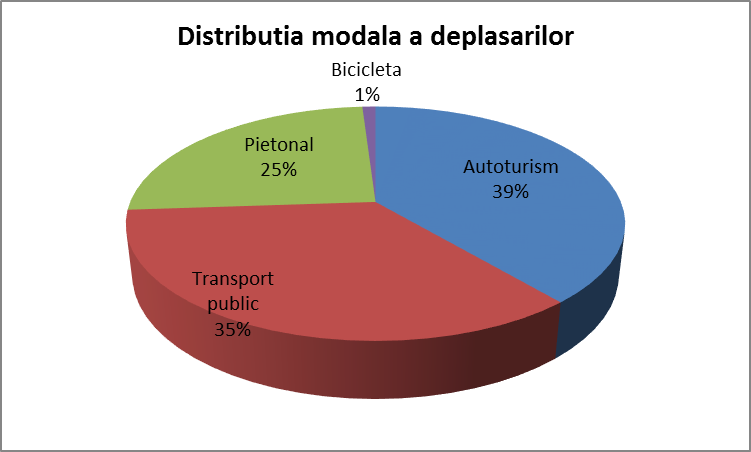 Distributia modala a deplasarilor
Bicicleta
1%
Pietonal
25%
Autoturism
39%
Transport
public
35%